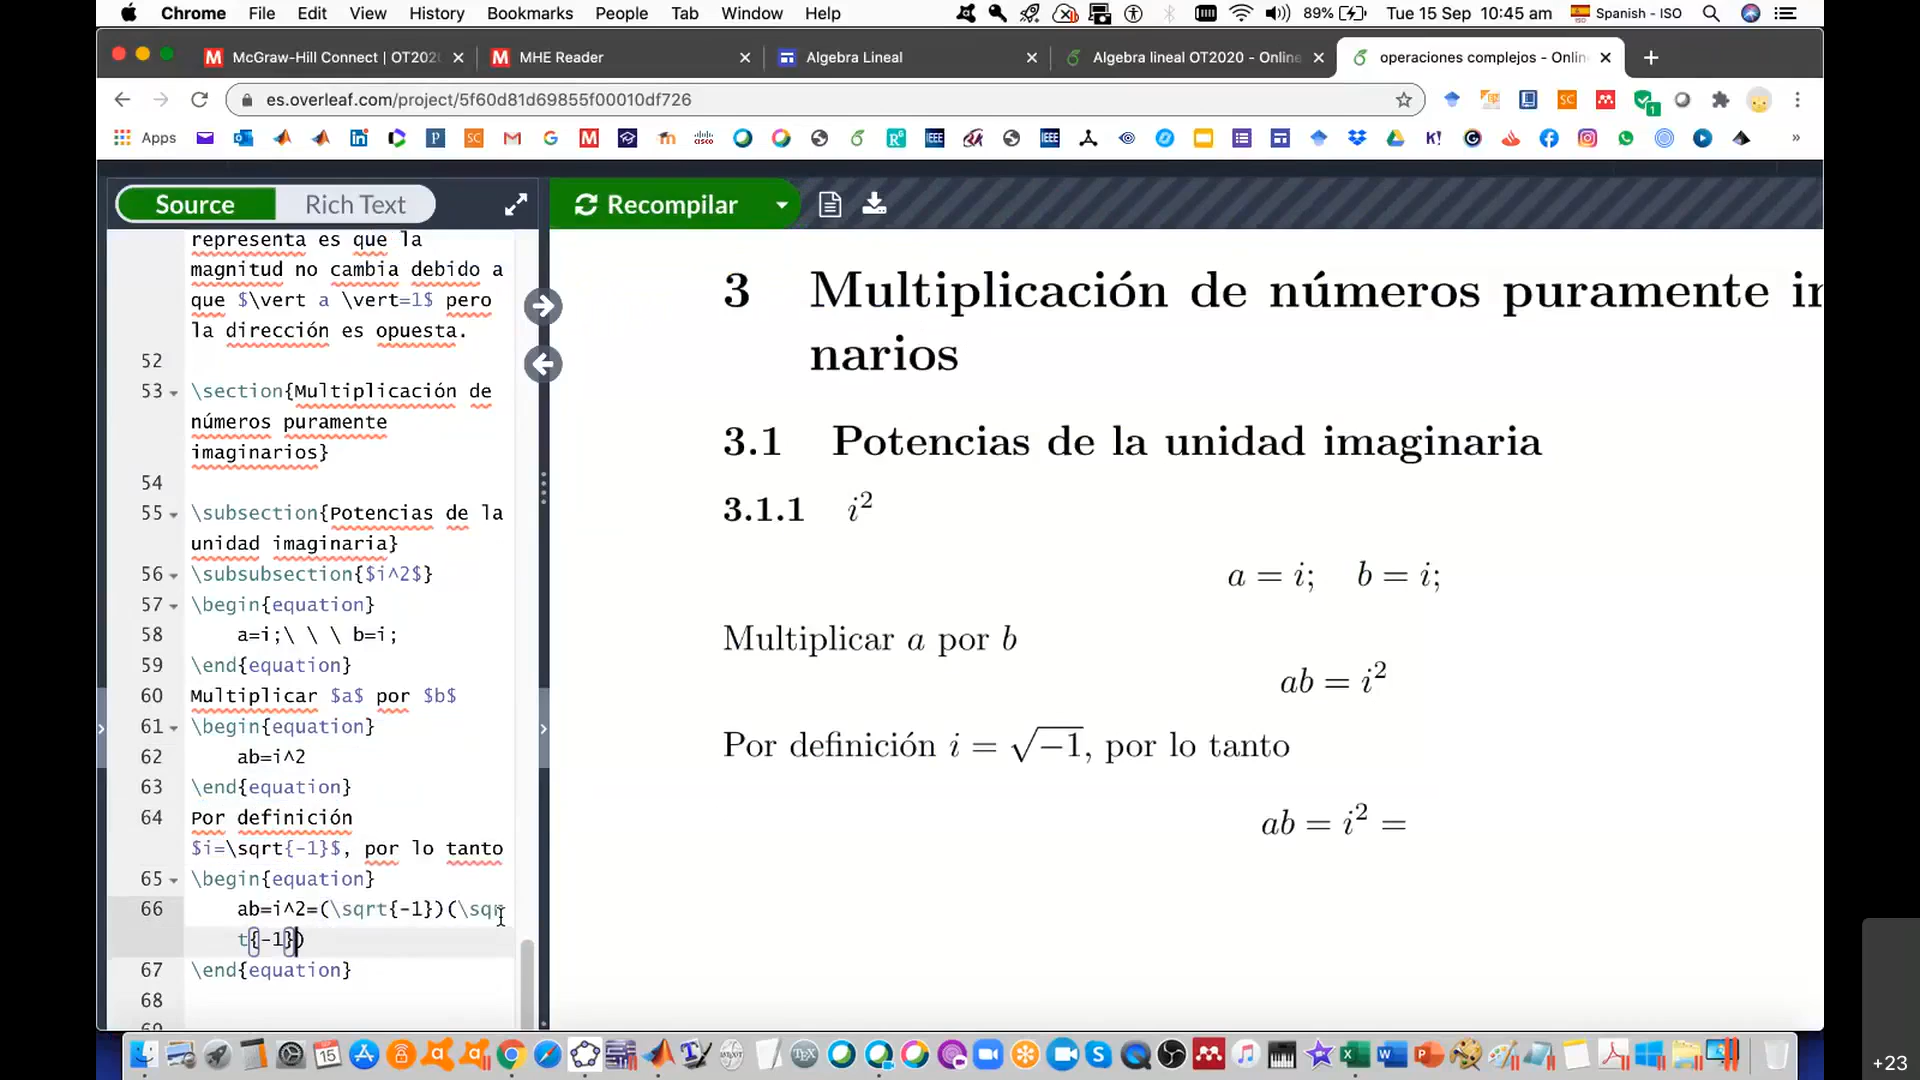 Chrome File Edit View History Bookmarks People Tab Window Help 89% Tue 15 Sep 10:45 am Spanish - ISO
McGraw-Hill Connect | OT202 MHE Reader Algebra Lineal Algebra lineal OT2020 - Online operaciones complejos - Onlin
es.overleaf.com/project/5f60d81d69855f00010df726
Apps
Source Rich Text
Recompilar
representa es que la
magnitud no cambia debido a
que $\vert a \vert=1$ pero
la dirección es opuesta.
52
53 \section{Multiplicación de
números puramente
imaginarios}
54
55 \subsection{Potencias de la
unidad imaginaria}
56 \subsubsection{$i^2$}
57 \begin{equation}
58 a=i;\ \ \ b=i;
59 \end{equation}
60 Multiplicar $a$ por $b$
61 \begin{equation}
62 ab=i^2
63 \end{equation}
64 Por definición
$i=\sqrt{-1}$, por lo tanto
65 \begin{equation}
66 ab=i^2=(\sqrt{-1})(\sqr
t{-1})
67 \end{equation}
68
69
3 Multiplicación de números puramente i
narios
3.1 Potencias de la unidad imaginaria
3.1.1 i²
a = i; b = i;
Multiplicar a por b
ab = i²
Por definición i = √−1, por lo tanto
ab = i² =
+23